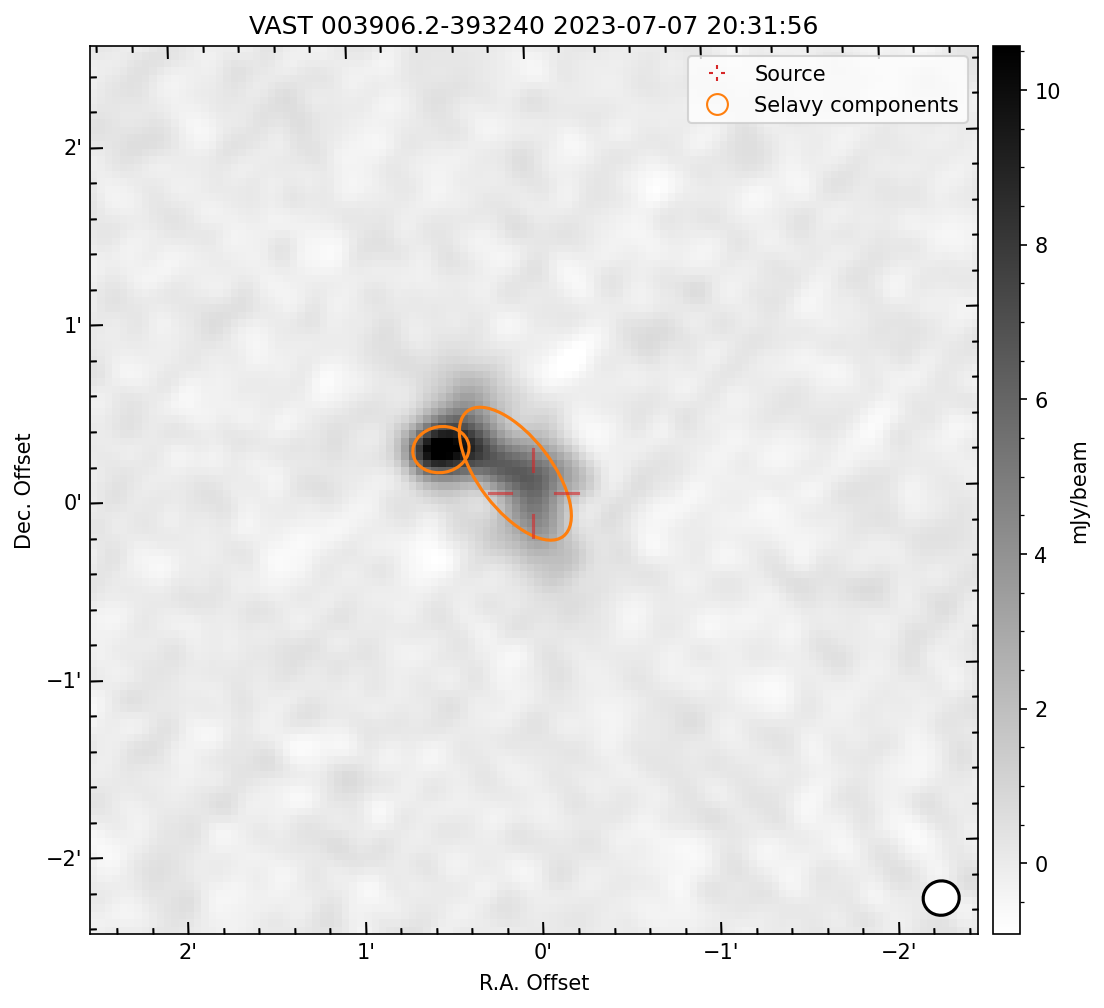 VAST 003906.2-393240 2023-07-07 20:31:56
Source
Selavy components
10
8
6
4
2
0
mJy/beam
2'
1'
0'
−1'
−2'
Dec. Offset
2'
1'
0'
−1'
−2'
R.A. Offset